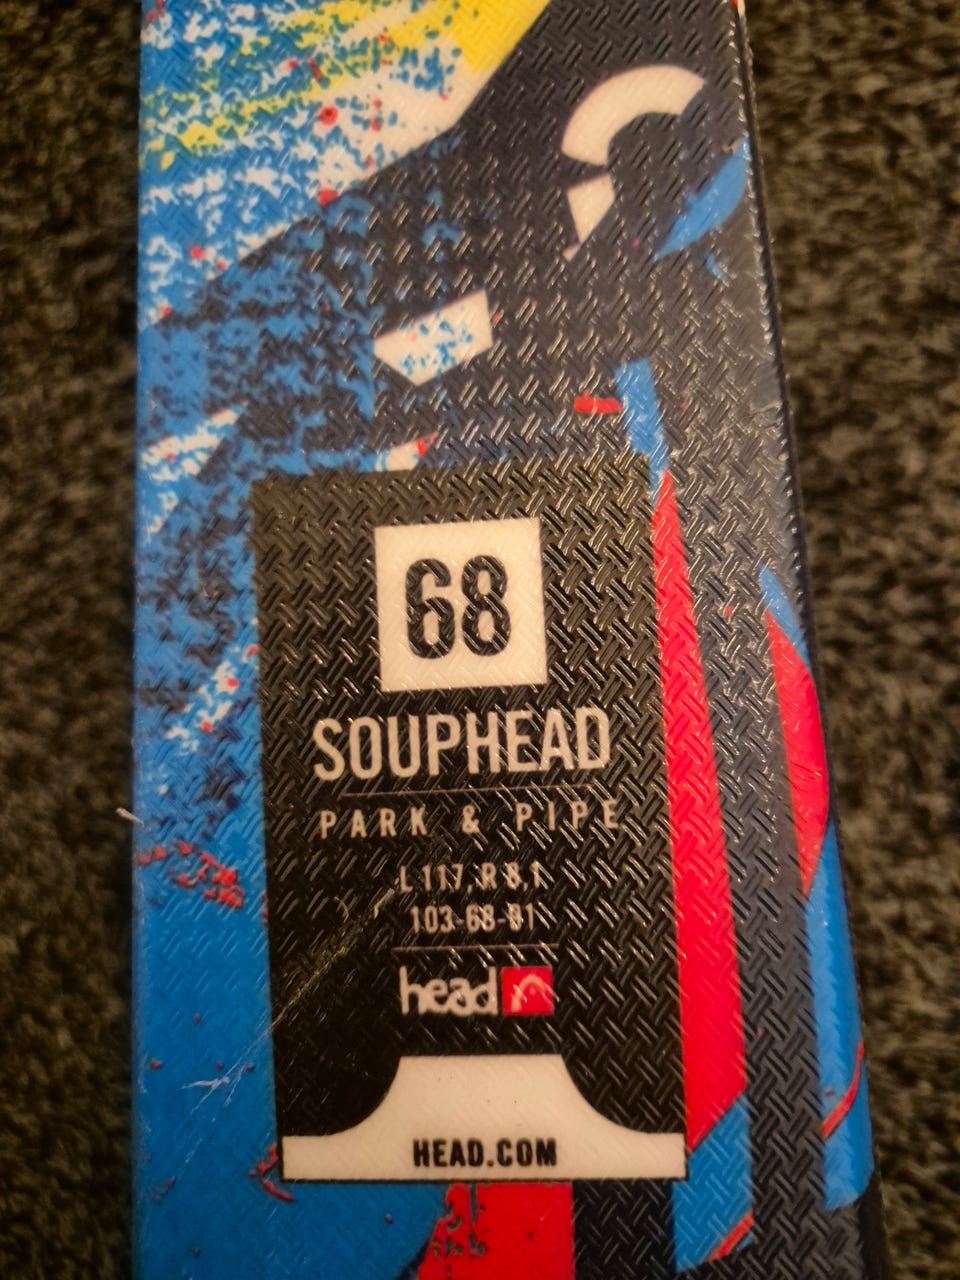 68
SOUPHEAD
PARK & PIPE
L 117, R 8,1
103-68-91
head
HEAD.COM